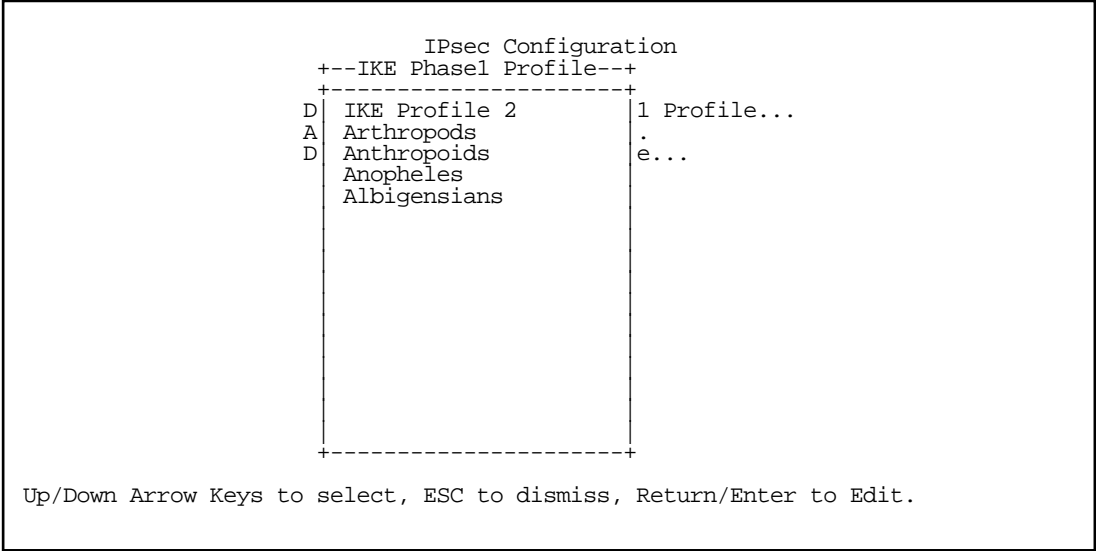 IPsec Configuration
+--IKE Phase1 Profile--+
+----------------------+
D| IKE Profile 2 |1 Profile...
A| Arthropods |.
D| Anthropoids |e...
| Anopheles |
| Albigensians |
+----------------------+
Up/Down Arrow Keys to select, ESC to dismiss, Return/Enter to Edit.